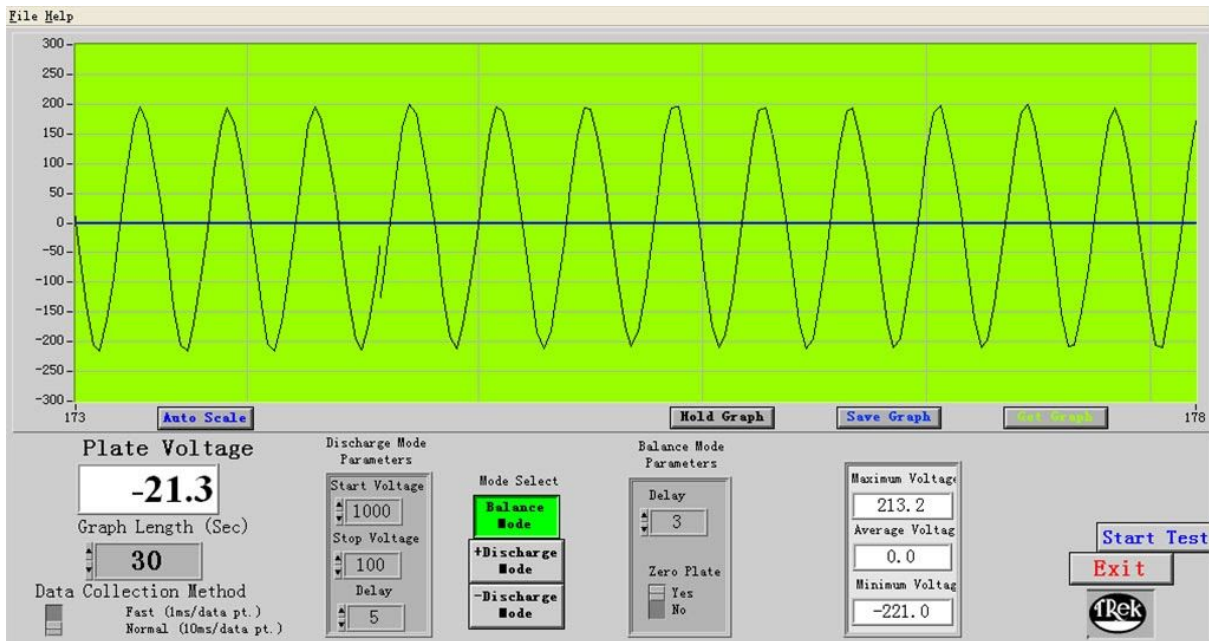 File Help
300
250
200
150
100
50
0
-50
-100
-150
-200
-250
-300
173
178
Auto Scale
Hold Graph
Save Graph
Get Graph
Plate Voltage
-21.3
Graph Length (Sec)
30
Data Collection Method
Fast (1ms/data pt.)
Normal (10ms/data pt.)
Discharge Mode
Parameters
Start Voltage
1000
Stop Voltage
100
Delay
5
Mode Select
Balance
Mode
+Discharge
Mode
-Discharge
Mode
Balance Mode
Parameters
Delay
3
Zero Plate
Yes
No
Maximum Voltage
213.2
Average Voltag
0.0
Minimum Voltag
-221.0
Start Test
Exit
TRek